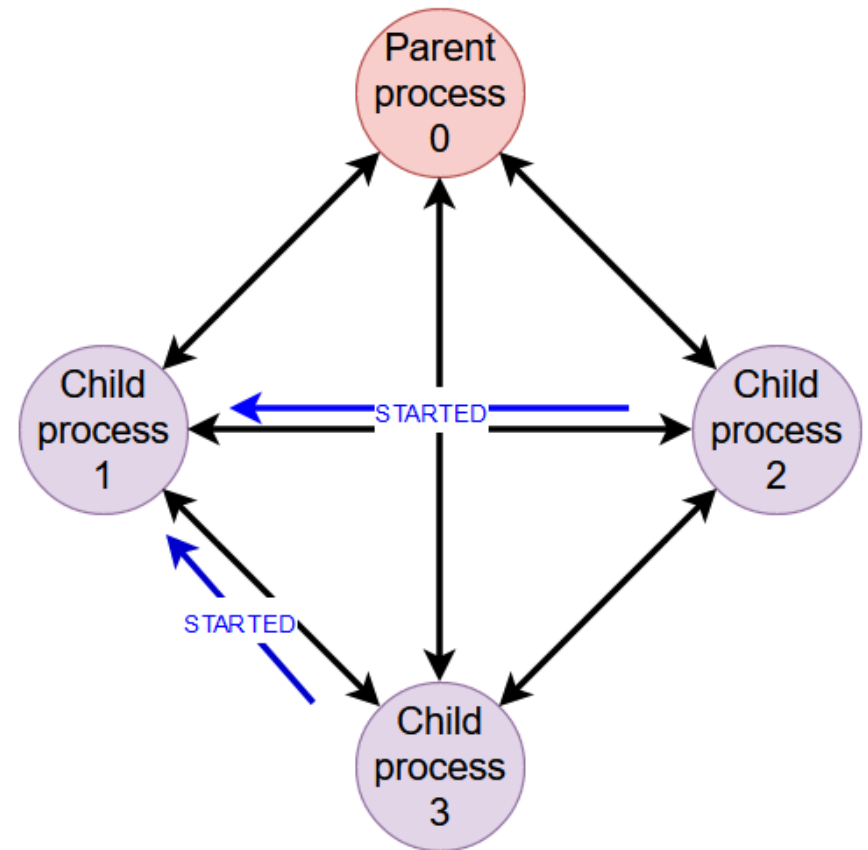 Parent
process
0
Child
process
1
STARTED
Child
process
2
STARTED
Child
process
3